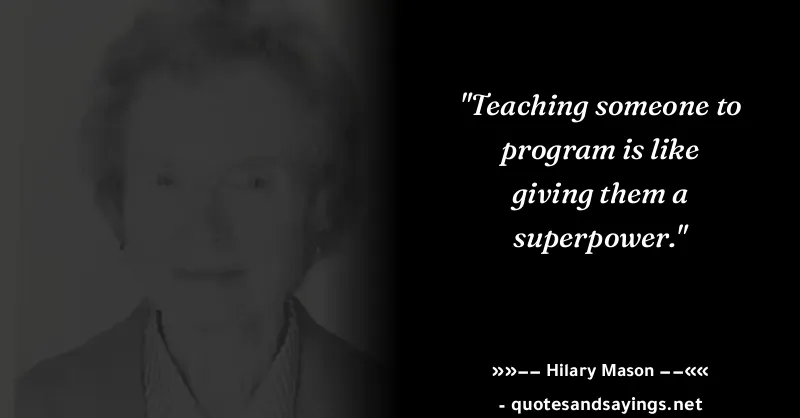 "Teaching someone to
program is like
giving them a
superpower."
»»–– Hilary Mason ––««
- quotesandsayings.net